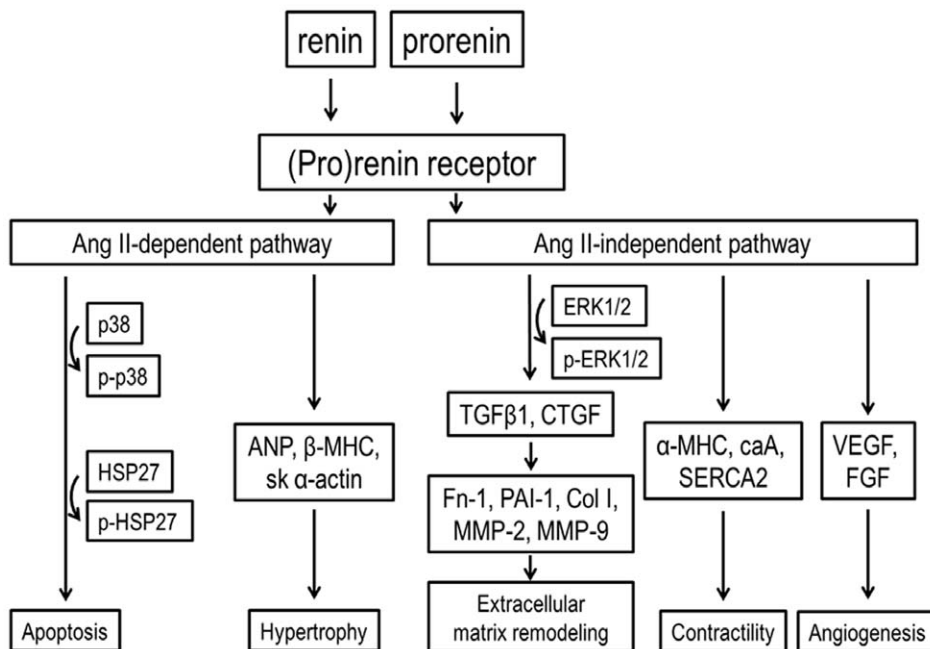 renin
prorenin
(Pro)renin receptor
Ang II-dependent pathway
Ang II-independent pathway
p38
p-p38
HSP27
p-HSP27
Apoptosis
ANP, β-MHC,
sk α-actin
Hypertrophy
ERK1/2
p-ERK1/2
TGFβ1, CTGF
Fn-1, PAI-1, Col I,
MMP-2, MMP-9
Extracellular
matrix remodeling
α-MHC, caA,
SERCA2
Contractility
VEGF,
FGF
Angiogenesis